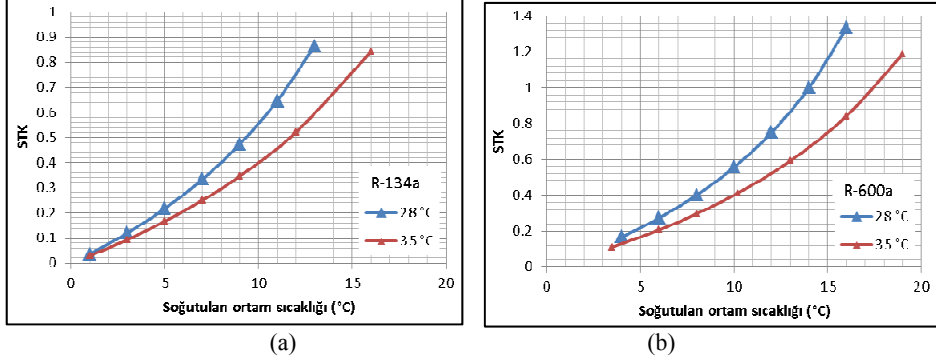 1
0.9
0.8
0.7
0.6
0.5
0.4
0.3
0.2
0.1
0
STK
0 5 10 15 20
Soğutulan ortam sıcaklığı (°C)
R-134a
28°C
35°C
(a)
1.4
1.2
1
0.8
0.6
0.4
0.2
0
STK
0 5 10 15 20
Soğutulan ortam sıcaklığı (°C)
R-600a
28°C
35°C
(b)